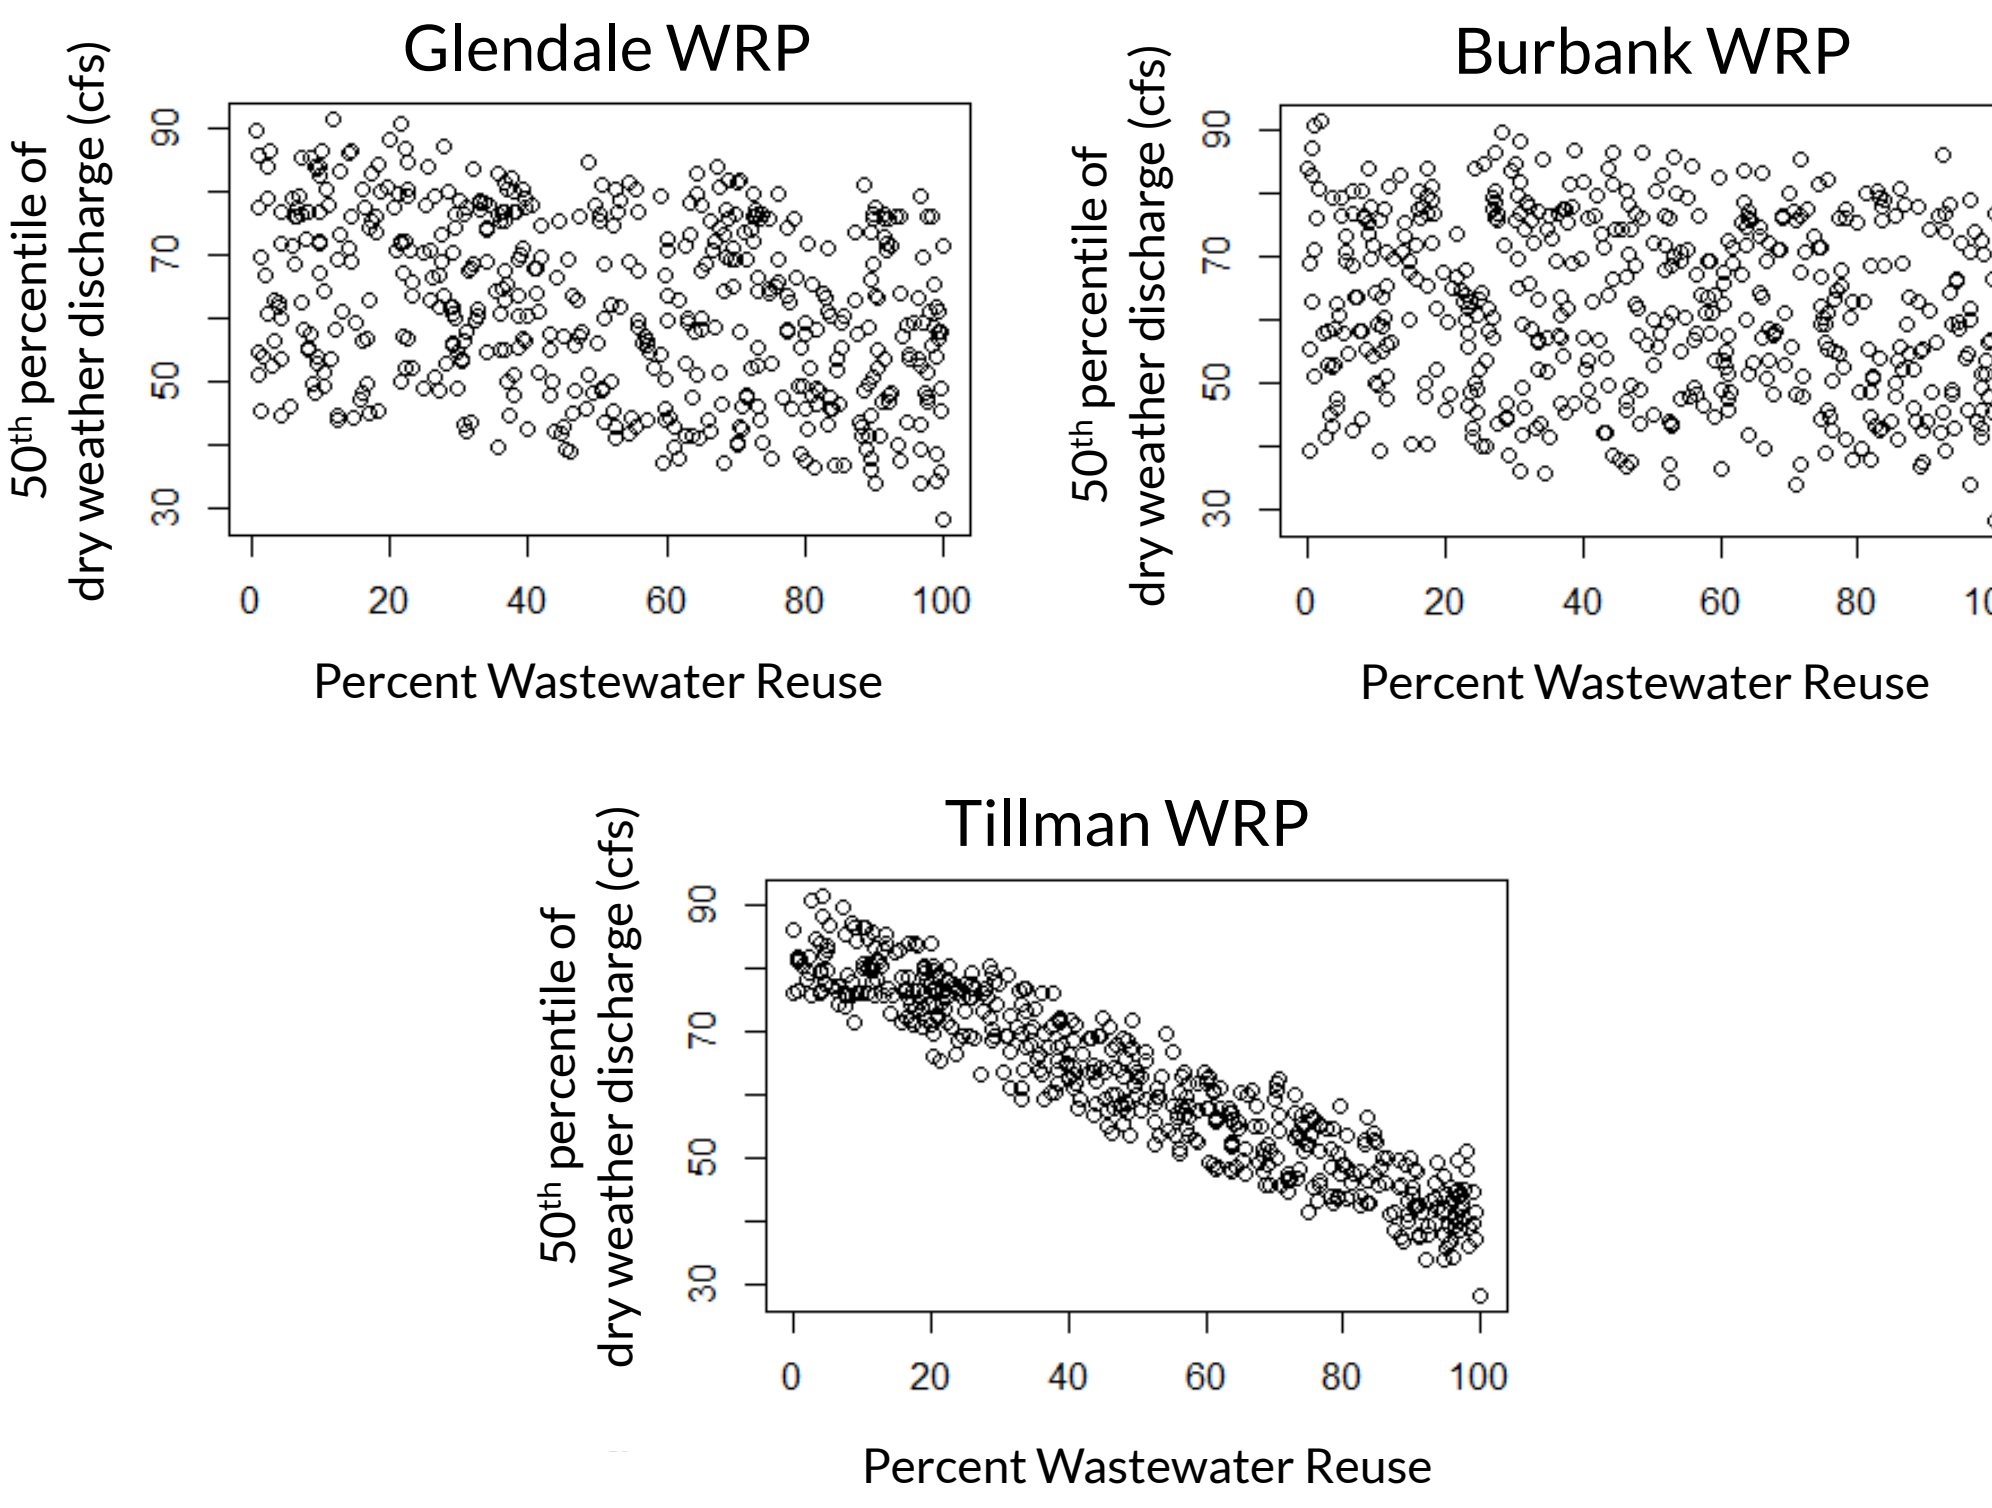 Glendale WRP
50th percentile of
dry weather discharge (cfs)
90
70
50
30
0 20 40 60 80 100
Percent Wastewater Reuse
Burbank WRP
50th percentile of
dry weather discharge (cfs)
90
70
50
30
0 20 40 60 80 10
Percent Wastewater Reuse
Tillman WRP
50th percentile of
dry weather discharge (cfs)
90
70
50
30
0 20 40 60 80 100
Percent Wastewater Reuse